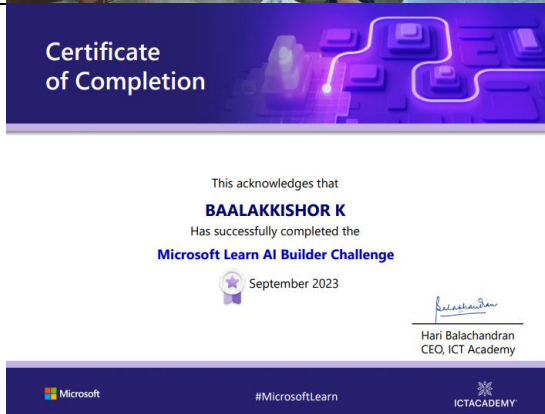 Certificate
of Completion
This acknowledges that
BAALAKKISHOR K
Has successfully completed the
Microsoft Learn AI Builder Challenge
September 2023
Balachandran
Hari Balachandran
CEO, ICT Academy
Microsoft
#MicrosoftLearn
ICTACADEMY